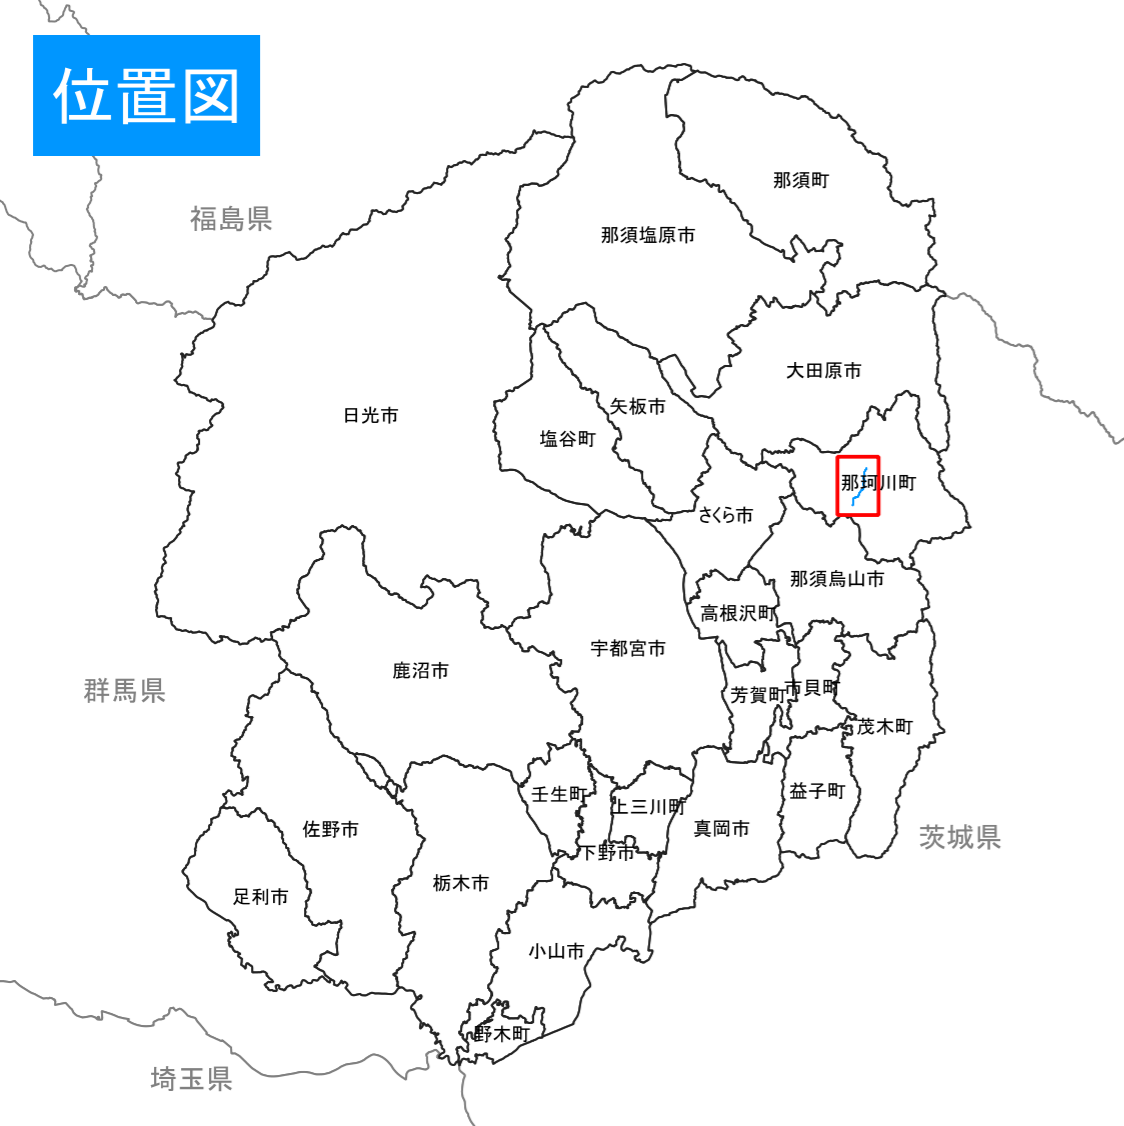 位置図
那須町
福島県
那須塩原市
大田原市
矢板市
日光市
塩谷町
那珂川町
さくら市
那須烏山市
高根沢町
宇都宮市
鹿沼市
群馬県
芳賀町
市貝町
茂木町
益子町
壬生町
上三川町
真岡市
佐野市
茨城県
下野市
栃木市
足利市
小山市
野木町
埼玉県